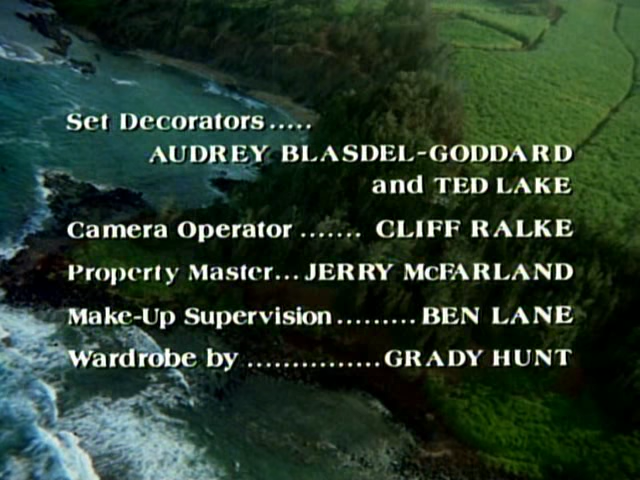 Set Decorators.....
AUDREY BLASDEL-GODDARD
and TED LAKE
Camera Operator ....... CLIFF RALKE
Property Master...JERRY McFARLAND
Make-Up Supervision.........BEN LANE
Wardrobe by ...............GRADY HUNT